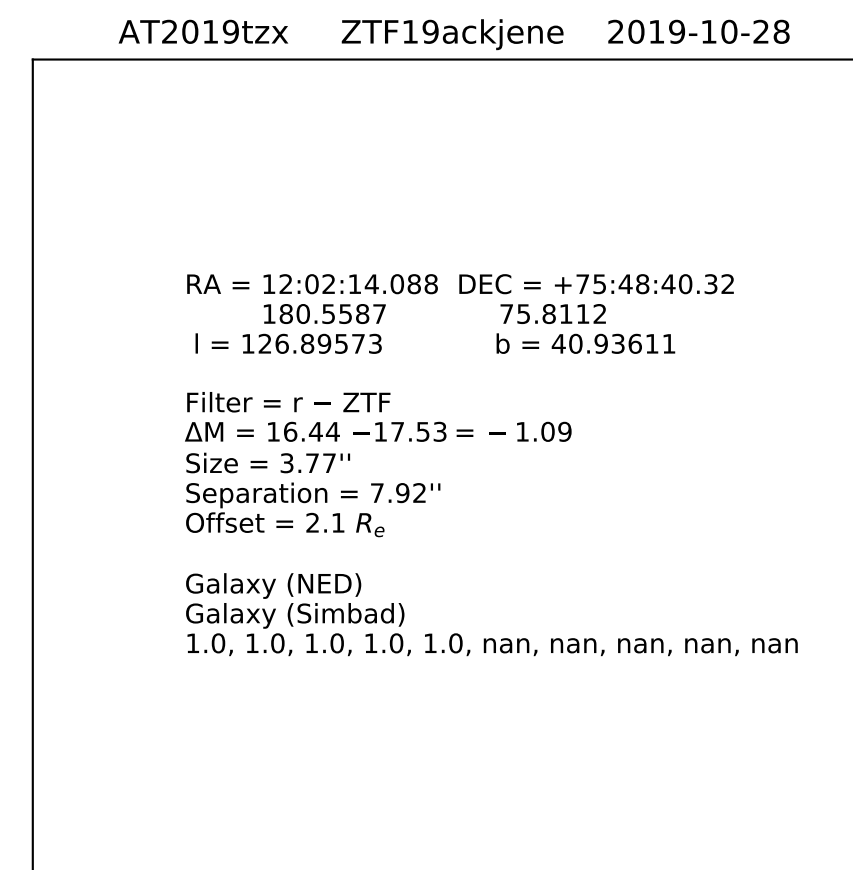 AT2019tzx ZTF19ackjene 2019-10-28
RA = 12:02:14.088 DEC = +75:48:40.32
180.5587 75.8112
l = 126.89573 b = 40.93611
Filter = r − ZTF
ΔM = 16.44 −17.53 = − 1.09
Size = 3.77''
Separation = 7.92''
Offset = 2.1 Re
Galaxy (NED)
Galaxy (Simbad)
1.0, 1.0, 1.0, 1.0, 1.0, nan, nan, nan, nan, nan